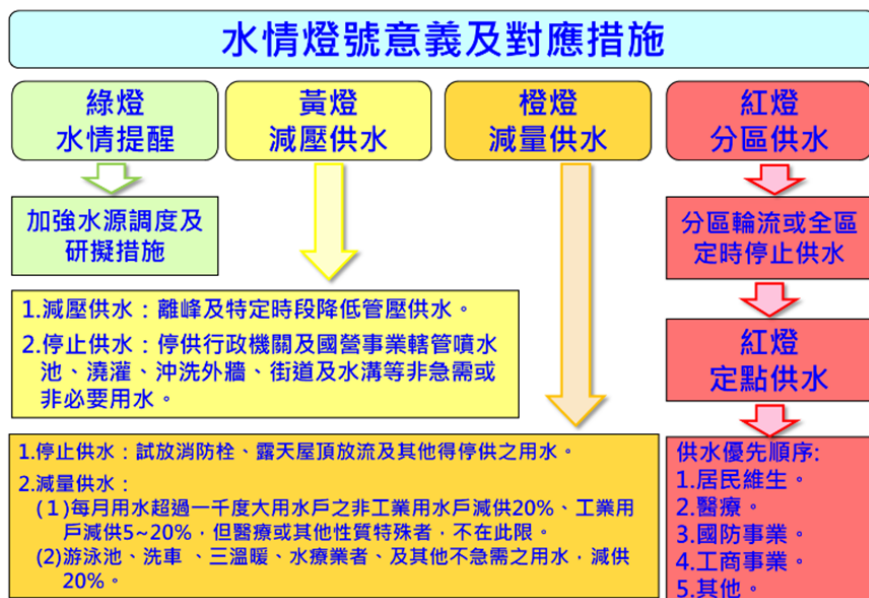 水情燈號意義及對應措施
綠燈
水情提醒
黃燈
減壓供水
橙燈
減量供水
紅燈
分區供水
加強水源調度及
研擬措施
1.減壓供水：離峰及特定時段降低管壓供水。
2.停止供水：停供行政機關及國營事業轄管噴水
池、澆灌、沖洗外牆、街道及水溝等非急需或
非必要用水。
1.停止供水：試放消防栓、露天屋頂放流及其他得停供之用水。
2.減量供水：
(1)每月用水超過一千度大用水戶之非工業用水戶減供20%、工業用
戶減供5~20%，但醫療或其他性質特殊者，不在此限。
(2)游泳池、洗車 、三溫暖、水療業者、及其他不急需之用水，減供
20%。
分區輪流或全區
定時停止供水
紅燈
定點供水
供水優先順序:
1.居民維生。
2.醫療。
3.國防事業。
4.工商事業。
5.其他。